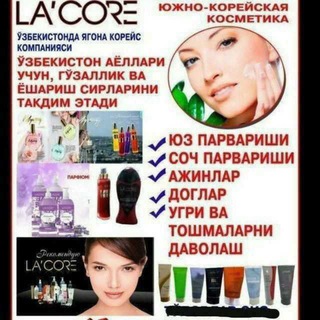 LA'CORE
ЮЖНО-КОРЕЙСКАЯ
КОСМЕТИКА
ЎЗБЕКИСТОНДА ЯГОНА КОРЕЙС
КОМПАНИЯСИ
ЎЗБЕКИСТОН АЁЛЛАРИ
УЧУН, ГЎЗАЛЛИК ВА
ЁШАРИШ СИРЛАРИНИ
ТАКДИМ ЭТАДИ
ЮЗ ПАРВАРИШИ
СОЧ ПАРВАРИШИ
АЖИНЛАР
ДОГЛАР
УГРИ ВА
ТОШМАЛАРНИ
ДАВОЛАШ
Рекомендую
LA'CORE